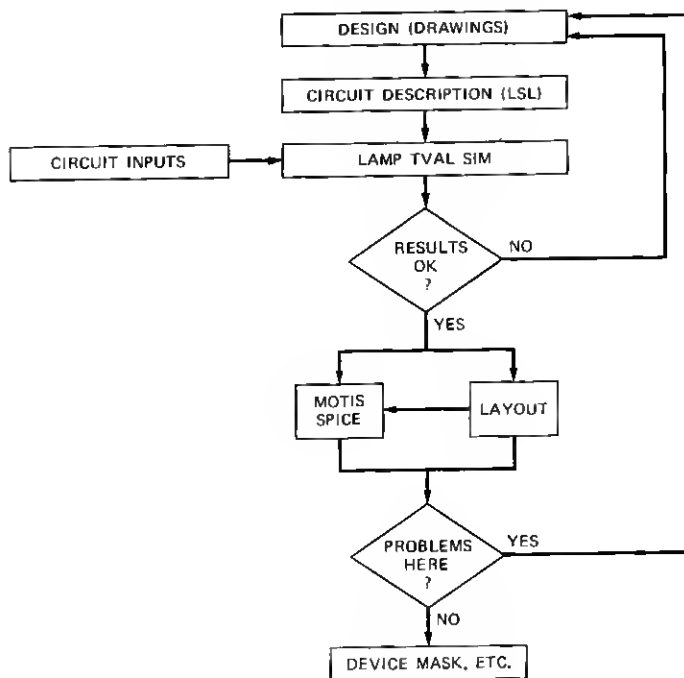 DESIGN (DRAWINGS)
CIRCUIT DESCRIPTION (LSL)
CIRCUIT INPUTS
LAMP TVAL SIM
RESULTS
OK
?
NO
YES
MOTIS
SPICE
LAYOUT
PROBLEMS
HERE
?
YES
NO
DEVICE MASK, ETC.